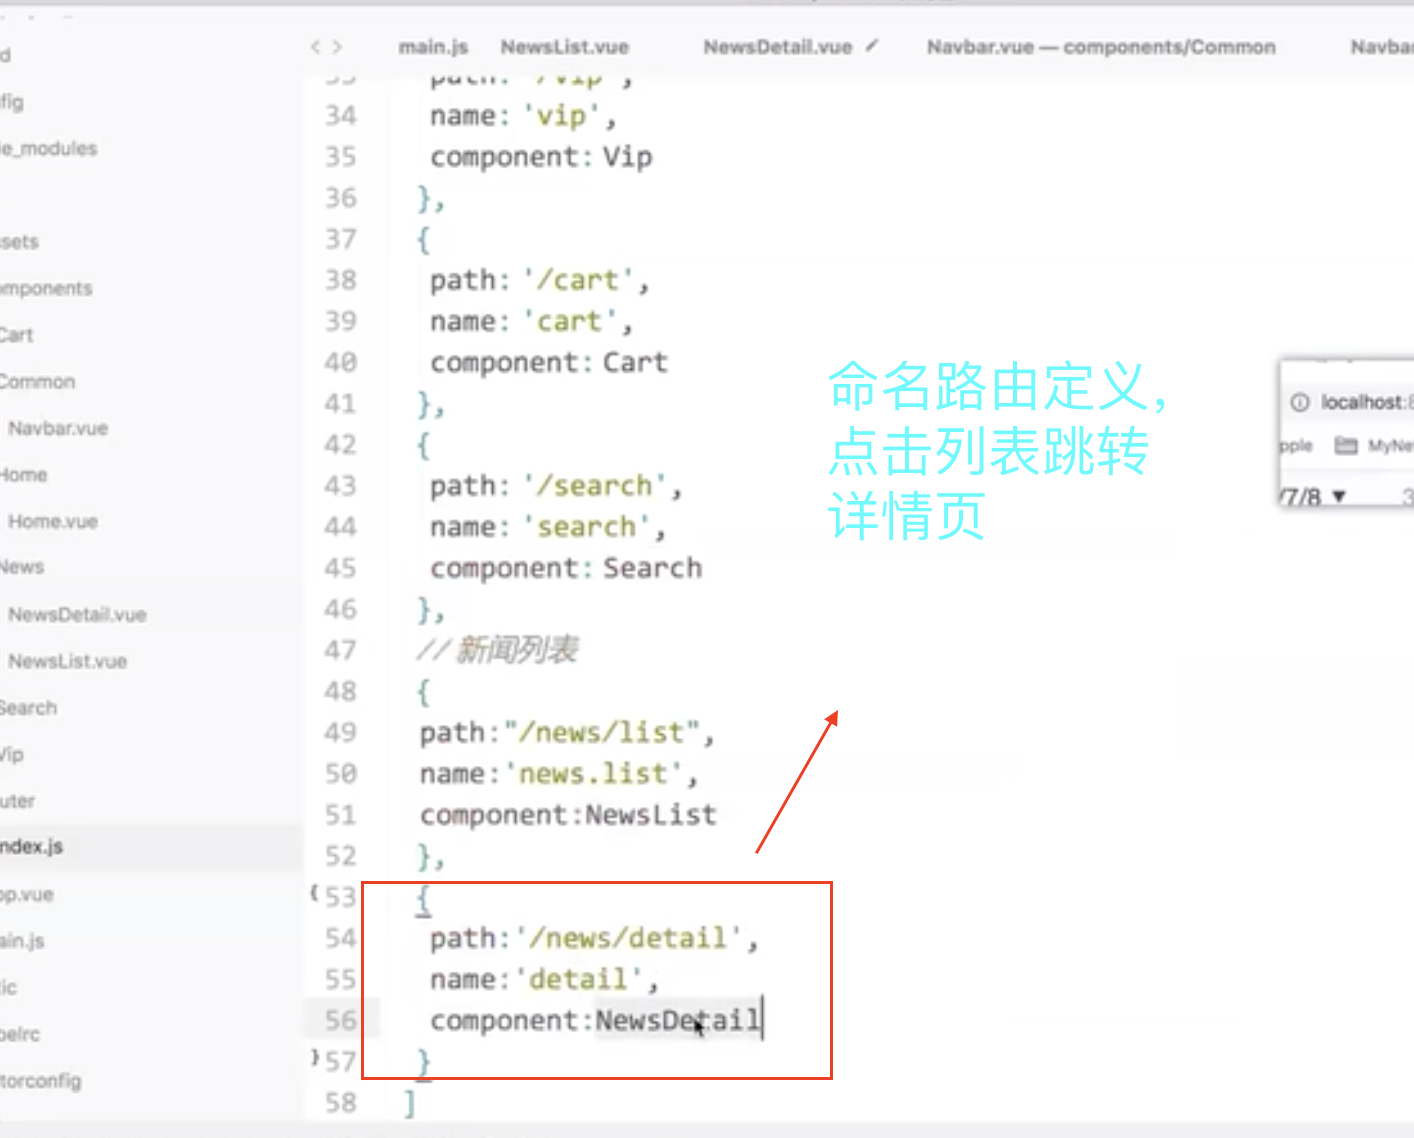 main.js NewsList.vue NewsDetail.vue Navbar.vue — components/Common Navbar
d
fig
e_modules
sets
mponents
Cart
Common
Navbar.vue
Home
Home.vue
News
NewsDetail.vue
NewsList.vue
Search
Vip
uter
ndex.js
op.vue
ain.js
ic
belrc
torconfig
33 path: '/vip',
34 name: 'vip',
35 component: Vip
36 },
37 {
38 path: '/cart',
39 name: 'cart',
40 component: Cart
41 },
42 {
43 path: '/search',
44 name: 'search',
45 component: Search
46 },
47 // 新闻列表
48 {
49 path:"/news/list",
50 name:'news.list',
51 component:NewsList
52 },
53 {
54 path:'/news/detail',
55 name:'detail',
56 component:NewsDetail
57 }
58 ]
命名路由定义，
点击列表跳转
详情页
localhost:8
pple MyNe
/7/8 ▼ 3